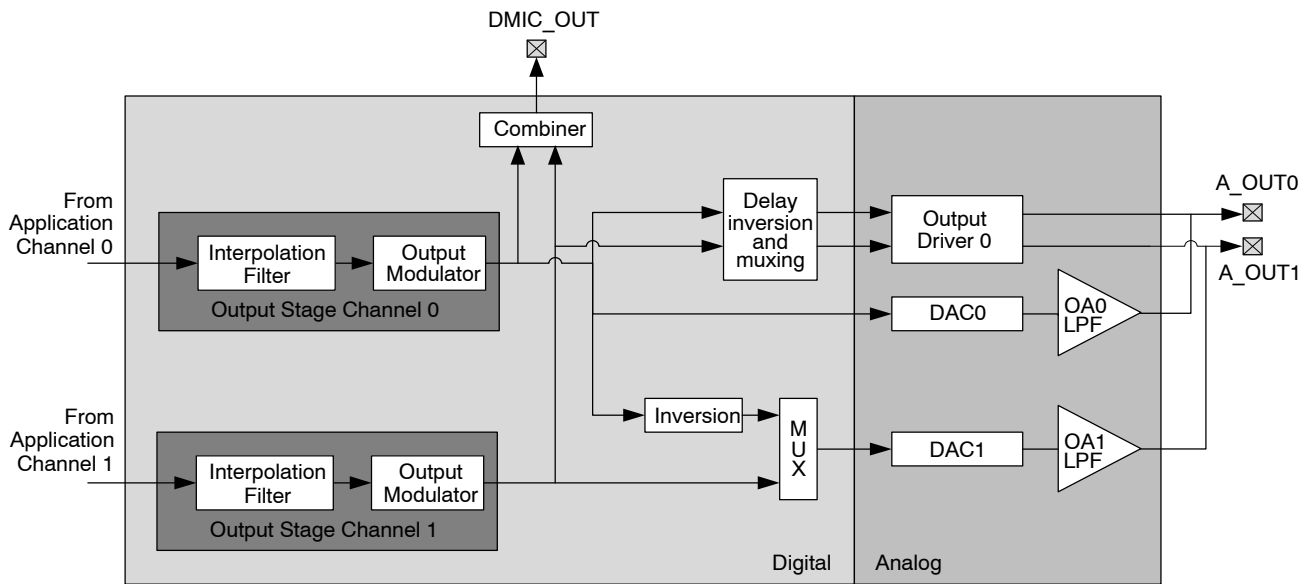 DMIC_OUT
Combiner
From
Application
Channel 0
Interpolation
Filter
Output
Modulator
Output Stage Channel 0
Delay
inversion
and
muxing
Output
Driver 0
A_OUT0
A_OUT1
DAC0
OA0
LPF
From
Application
Channel 1
Interpolation
Filter
Output
Modulator
Output Stage Channel 1
Inversion
M
U
X
DAC1
OA1
LPF
Digital
Analog